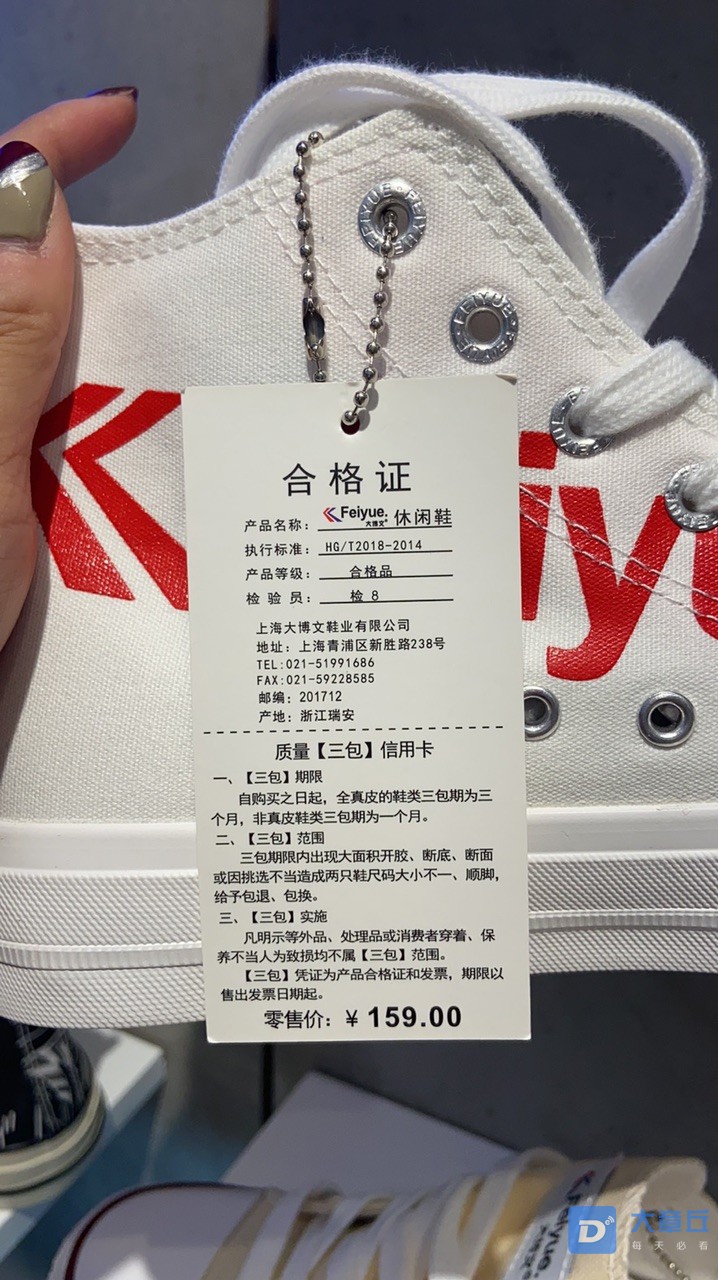 FEIYUE FEIYUE
FEIYUE
合格证
产品名称：Feiyue.大博文® 休闲鞋
执行标准：HG/T2018-2014
产品等级：合格品
检 验 员：检 8
上海大博文鞋业有限公司
地址：上海青浦区新胜路238号
TEL:021-51991686
FAX:021-59228585
邮编：201712
产地：浙江瑞安
质量【三包】信用卡
一、【三包】期限
自购买之日起，全真皮的鞋类三包期为三
个月，非真皮鞋类三包期为一个月。
二、【三包】范围
三包期限内出现大面积开胶、断底、断面
或因挑选不当造成两只鞋尺码大小不一、顺脚，
给予包退、包换。
三、【三包】实施
凡明示等外品、处理品或消费者穿着、保
养不当人为致损均不属【三包】范围。
【三包】凭证为产品合格证和发票，期限以
售出发票日期起。
零售价：￥159.00
iyu
Feiyue
D 大童丘
每天必看